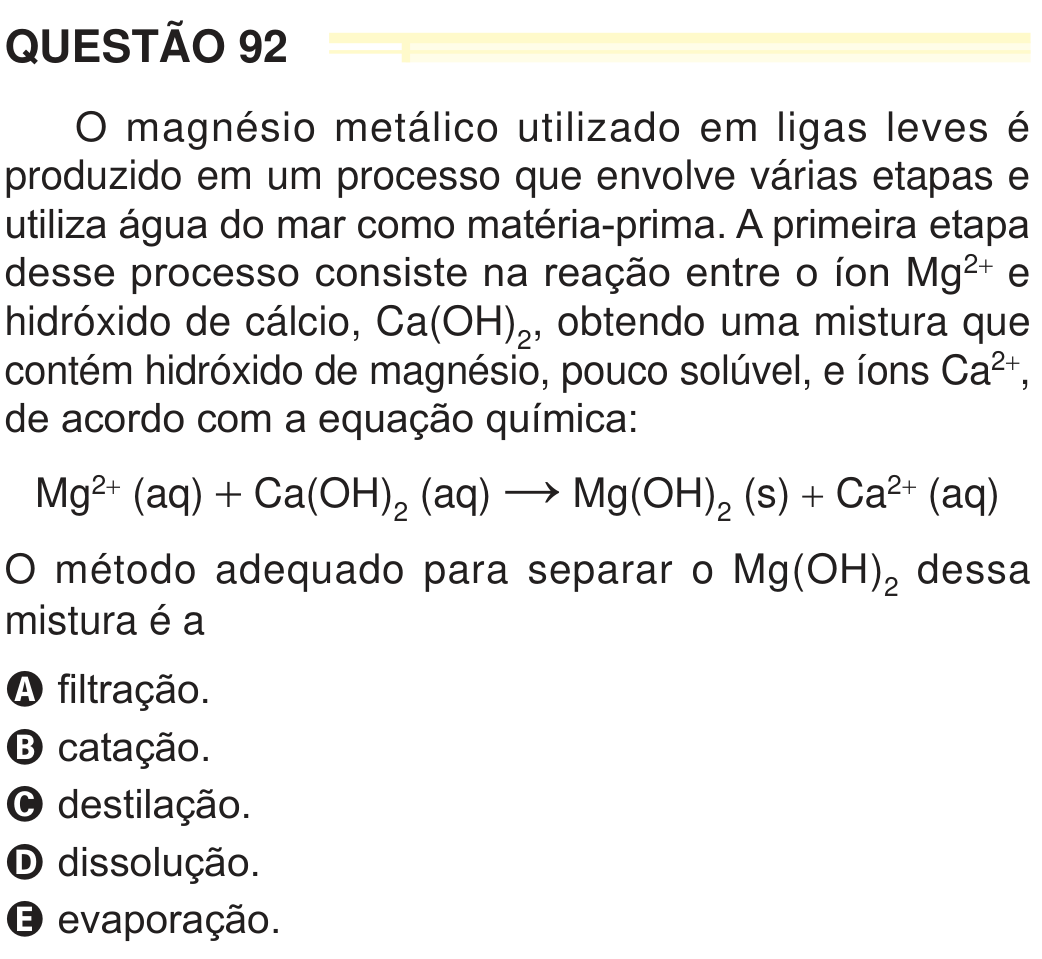 QUESTÃO 92
O magnésio metálico utilizado em ligas leves é
produzido em um processo que envolve várias etapas e
utiliza água do mar como matéria-prima. A primeira etapa
desse processo consiste na reação entre o íon Mg²⁺ e
hidróxido de cálcio, Ca(OH)₂, obtendo uma mistura que
contém hidróxido de magnésio, pouco solúvel, e íons Ca²⁺,
de acordo com a equação química:
Mg²⁺ (aq) + Ca(OH)₂ (aq) ⟶ Mg(OH)₂ (s) + Ca²⁺ (aq)
O método adequado para separar o Mg(OH)₂ dessa
mistura é a
A filtração.
B catação.
C destilação.
D dissolução.
E evaporação.